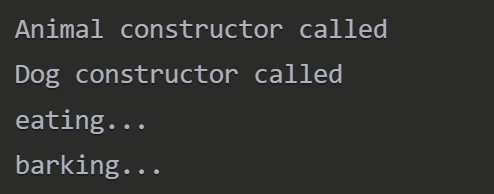 Animal constructor called
Dog constructor called
eating...
barking...